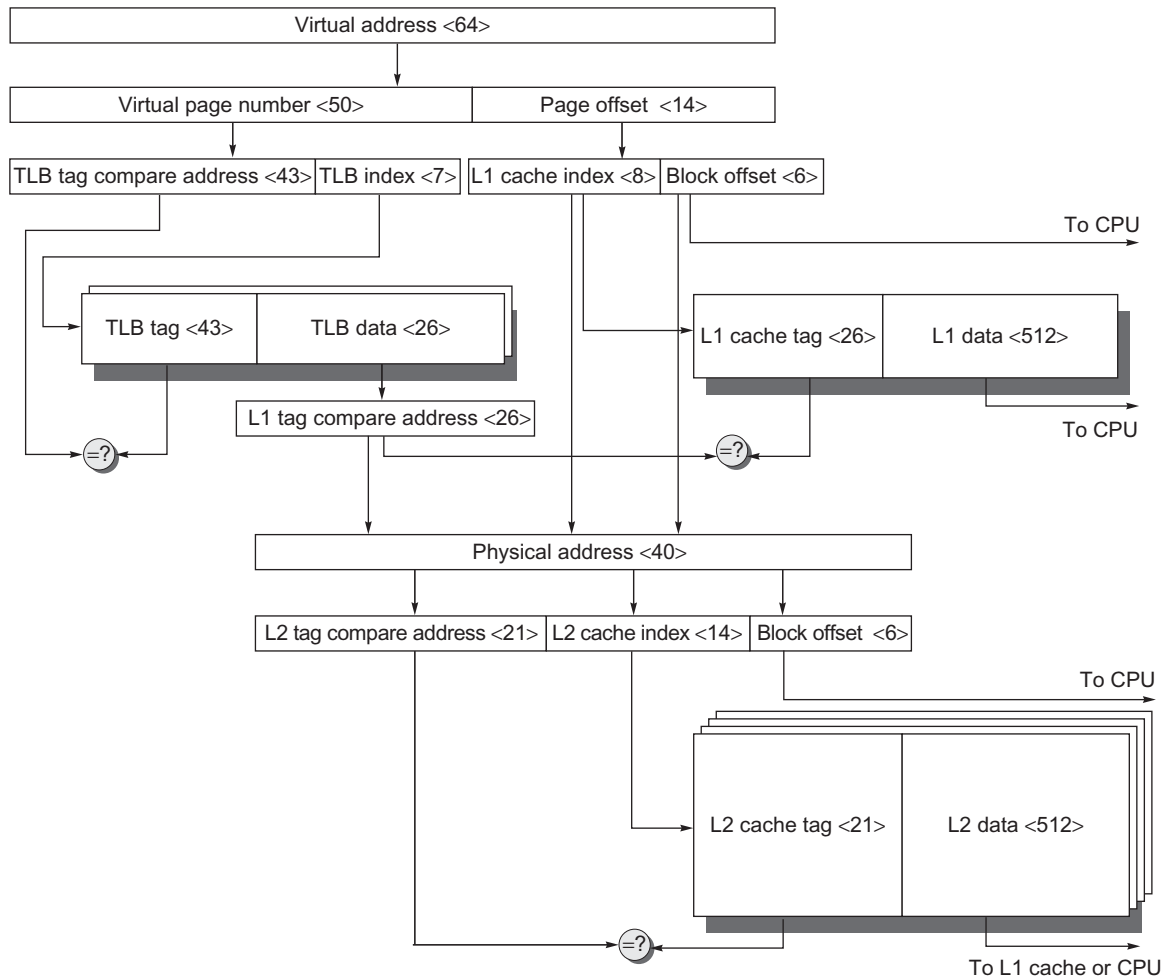 Virtual address <64>
Virtual page number <50>
Page offset <14>
TLB tag compare address <43>
TLB index <7>
L1 cache index <8>
Block offset <6>
To CPU
TLB tag <43>
TLB data <26>
L1 cache tag <26>
L1 data <512>
L1 tag compare address <26>
To CPU
=?
=?
Physical address <40>
L2 tag compare address <21>
L2 cache index <14>
Block offset <6>
To CPU
L2 cache tag <21>
L2 data <512>
=?
To L1 cache or CPU